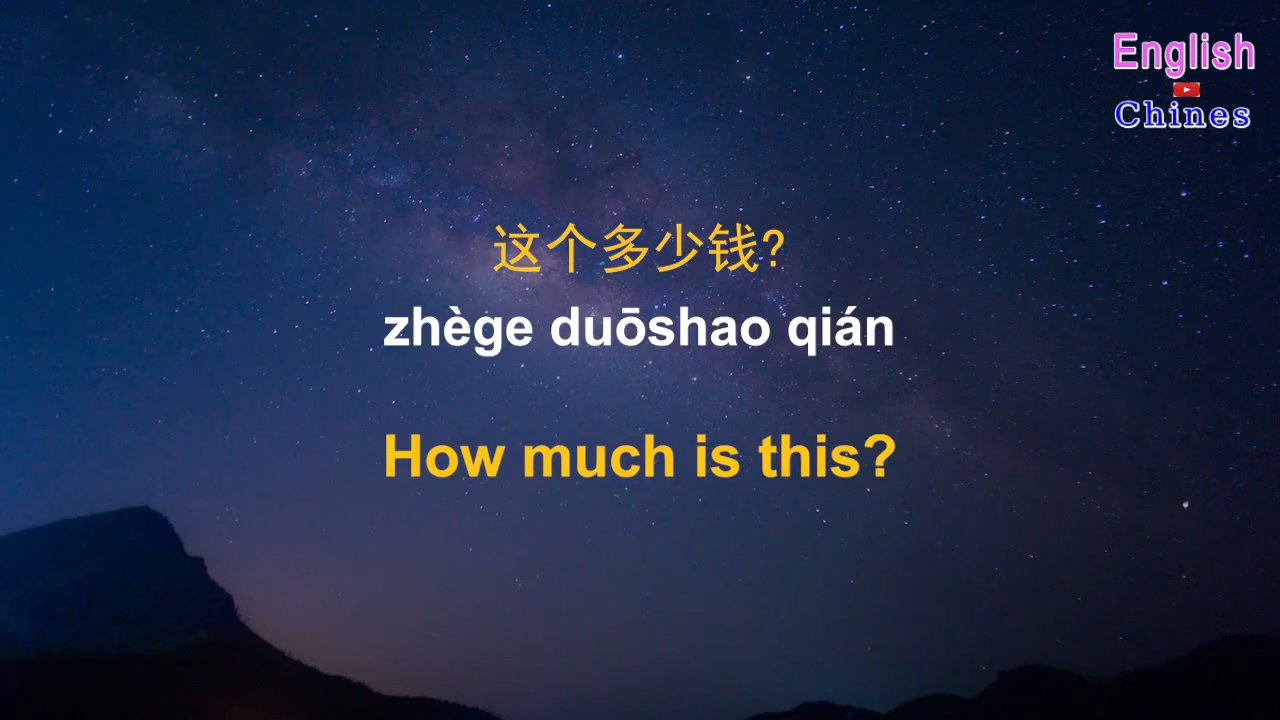 English
Chines
这个多少钱?
zhège duōshao qián
How much is this?